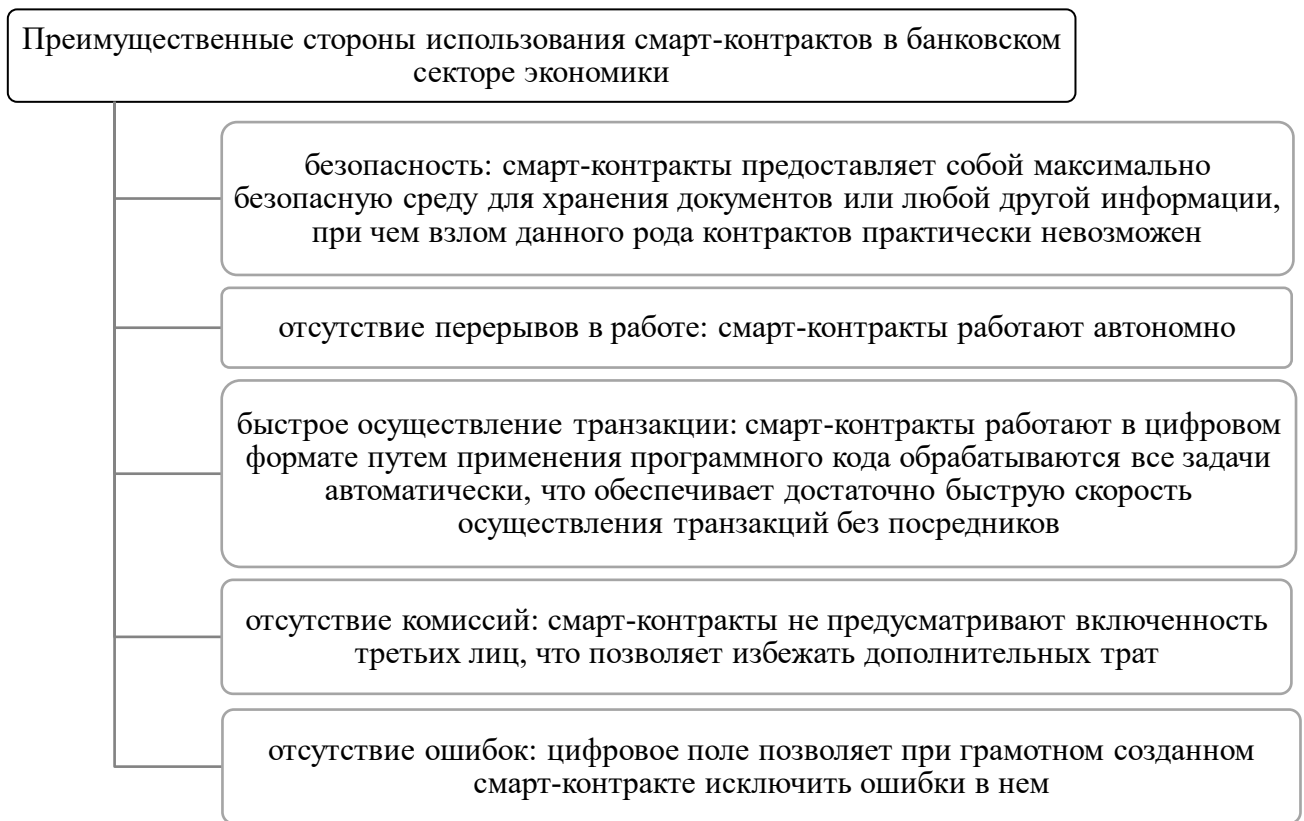 Преимущественные стороны использования смарт-контрактов в банковском
секторе экономики
безопасность: смарт-контракты предоставляет собой максимально
безопасную среду для хранения документов или любой другой информации,
при чем взлом данного рода контрактов практически невозможен
отсутствие перерывов в работе: смарт-контракты работают автономно
быстрое осуществление транзакции: смарт-контракты работают в цифровом
формате путем применения программного кода обрабатываются все задачи
автоматически, что обеспечивает достаточно быструю скорость
осуществления транзакций без посредников
отсутствие комиссий: смарт-контракты не предусматривают включенность
третьих лиц, что позволяет избежать дополнительных трат
отсутствие ошибок: цифровое поле позволяет при грамотном созданном
смарт-контракте исключить ошибки в нем